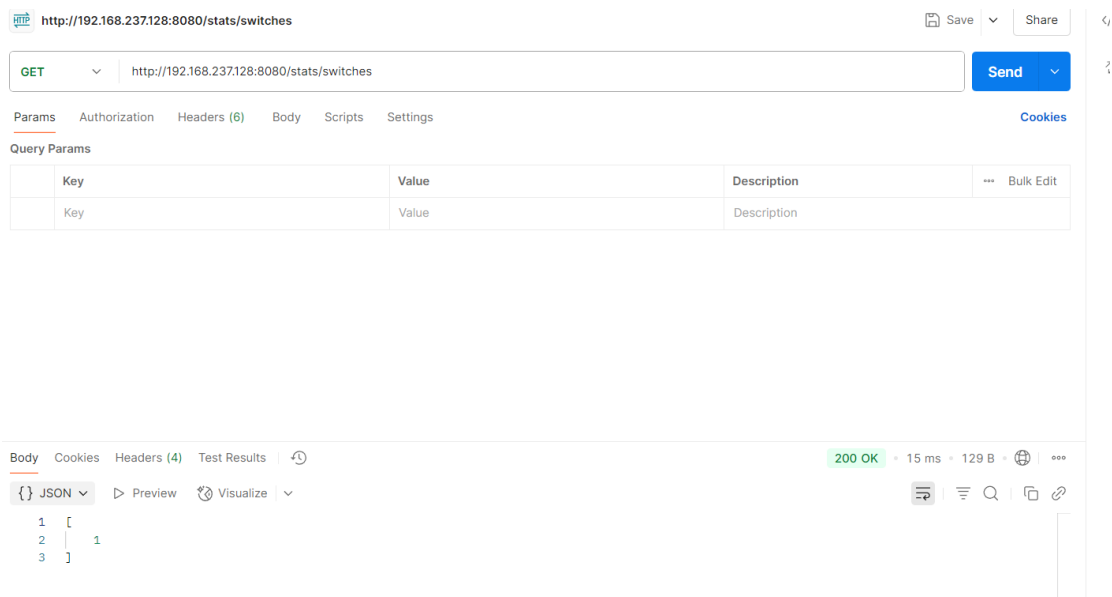 HTTP http://192.168.237.128:8080/stats/switches Save Share
GET http://192.168.237.128:8080/stats/switches Send
Params Authorization Headers (6) Body Scripts Settings Cookies
Query Params
Key Value Description Bulk Edit
Key Value Description
Body Cookies Headers (4) Test Results 200 OK 15 ms 129 B
{} JSON Preview Visualize
1 [
2 1
3 ]